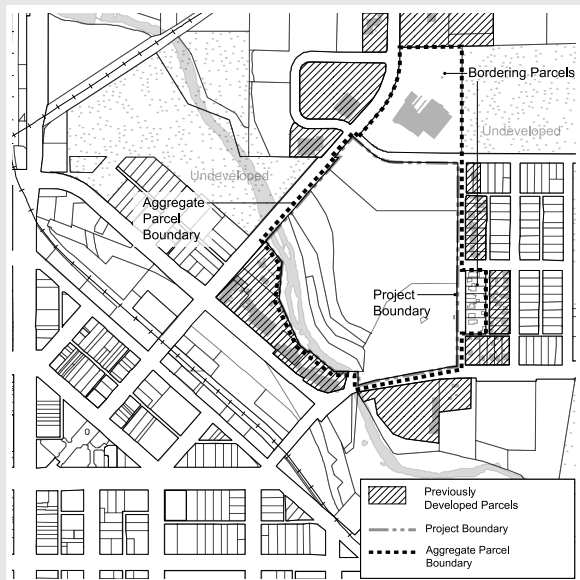 Bordering Parcels
Undeveloped
Undeveloped
Aggregate
Parcel
Boundary
Project
Boundary
Previously
Developed Parcels
Project Boundary
Aggregate Parcel
Boundary